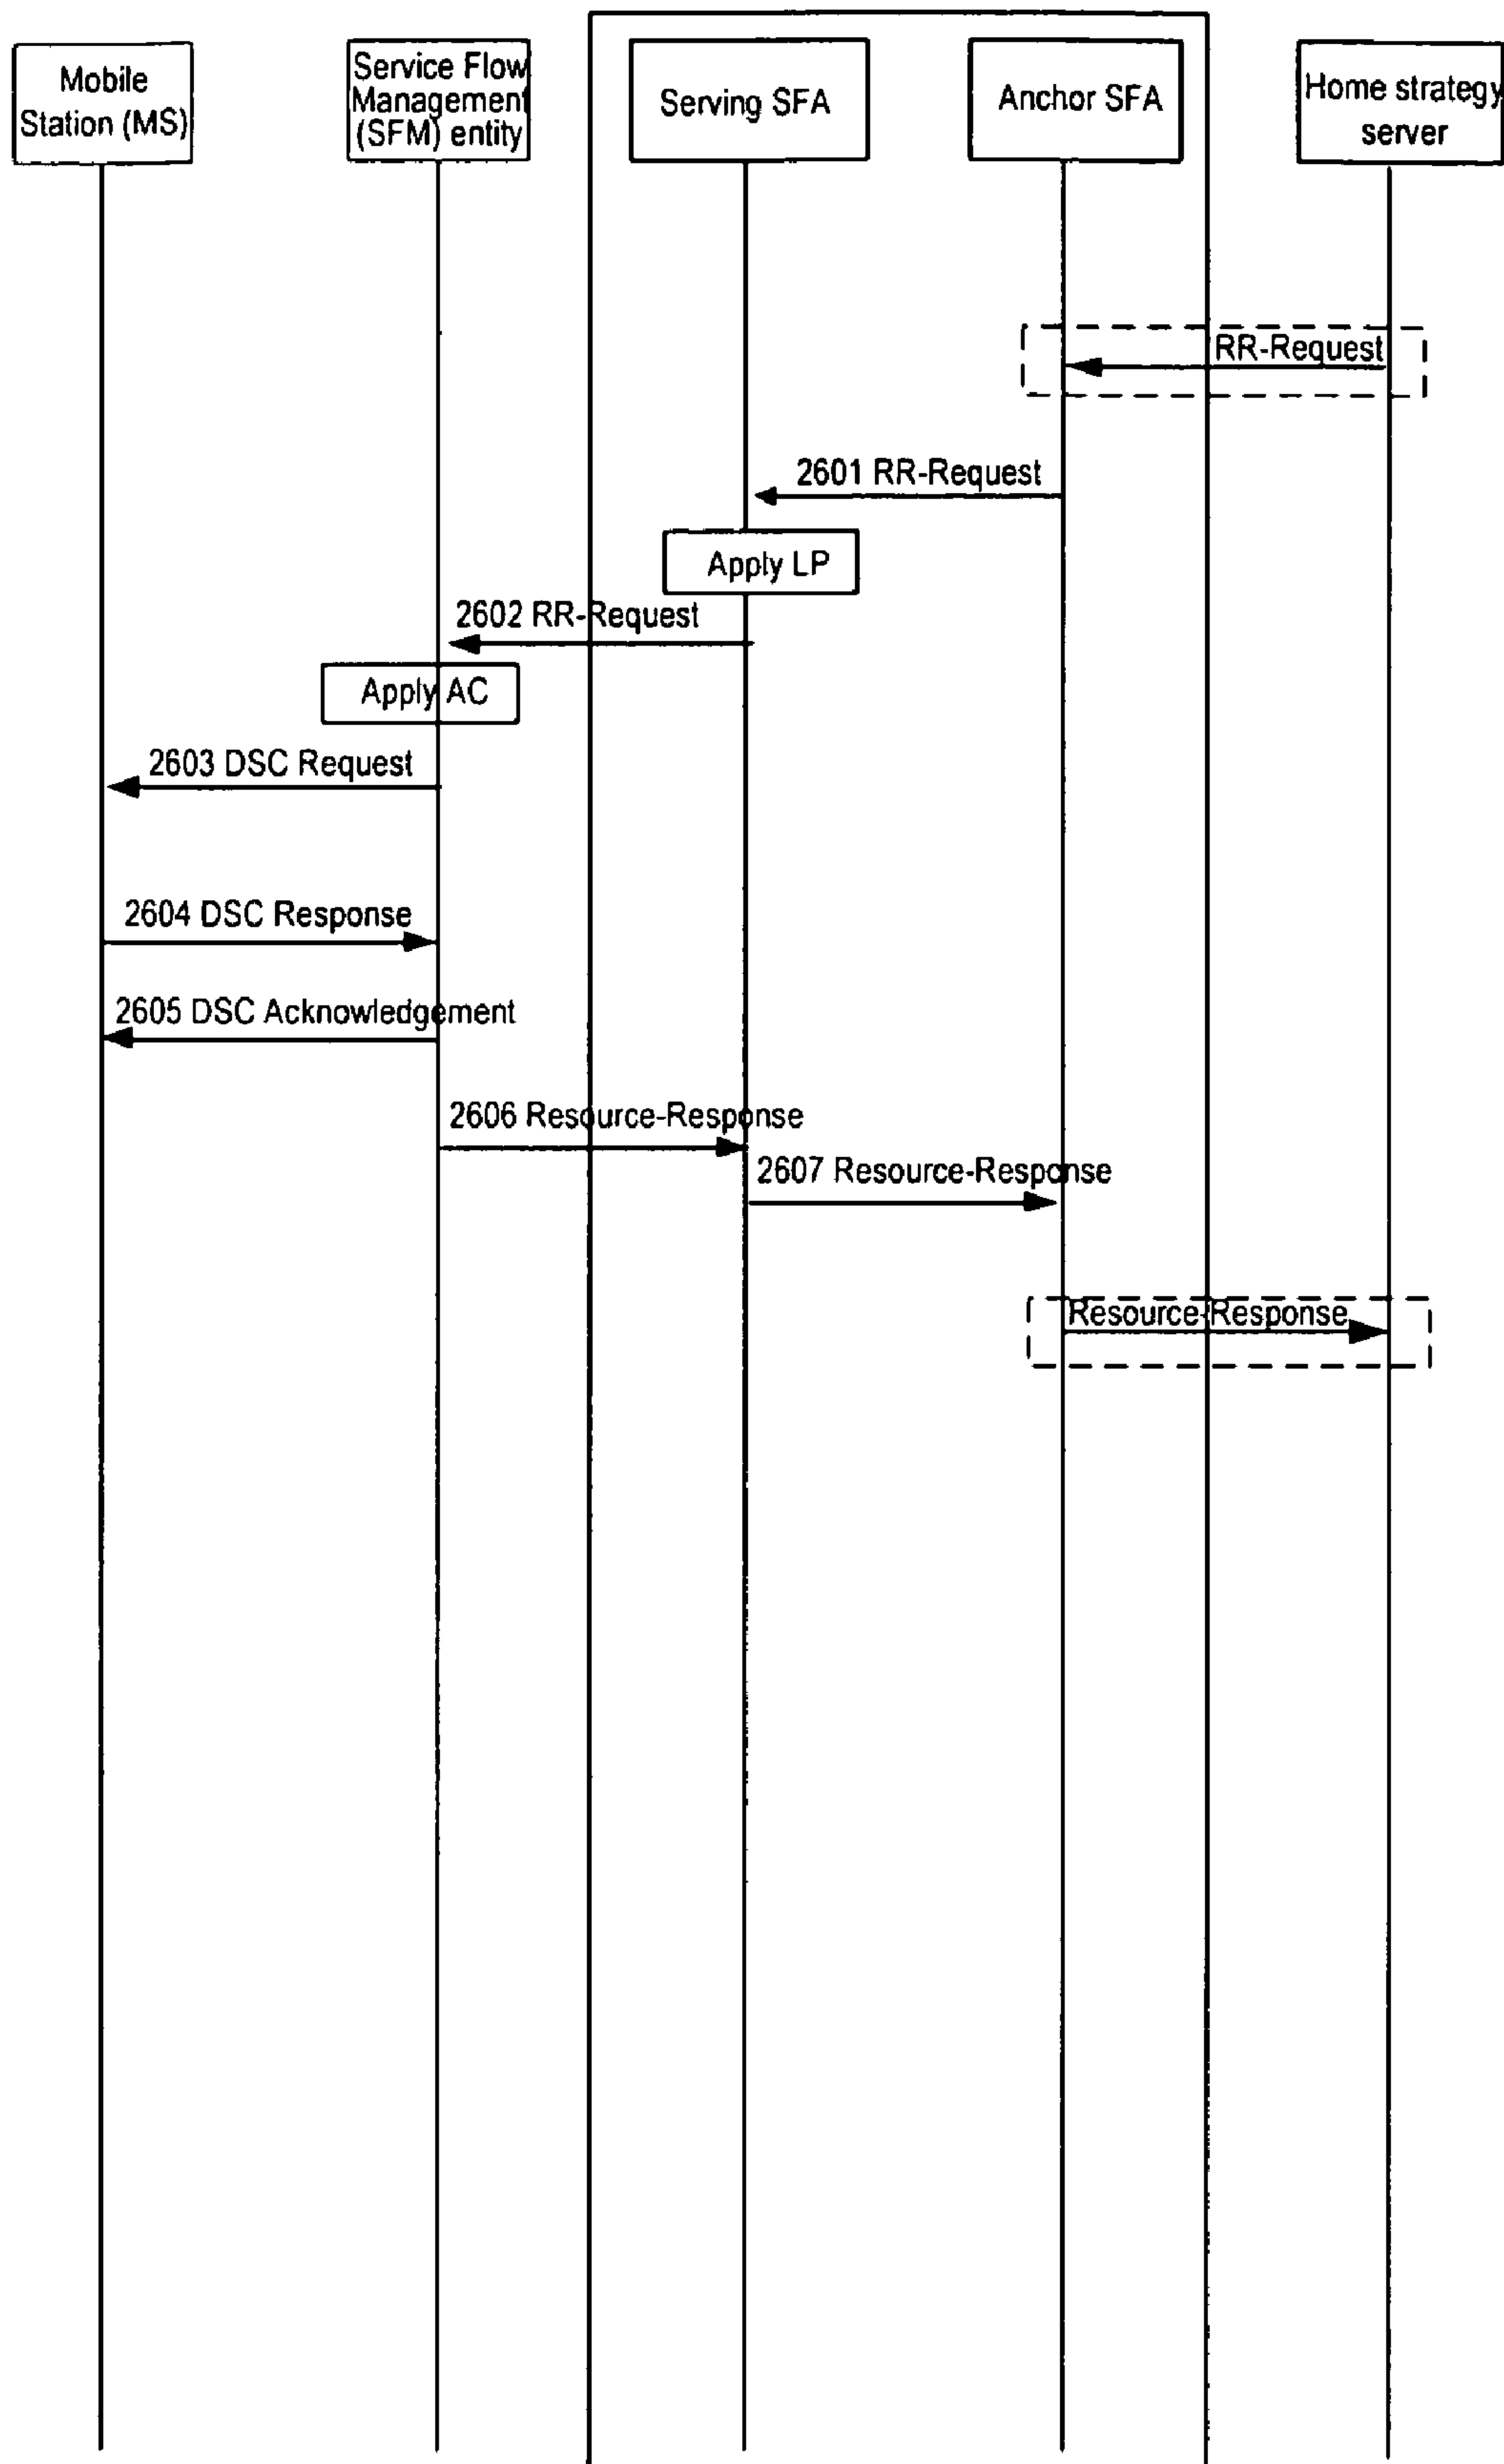 Mobile
Station (MS)
Service Flow
Management
(SFM) entity
Serving SFA
Anchor SFA
Home strategy
server
RR-Request
2601 RR-Request
Apply LP
2602 RR-Request
Apply AC
2603 DSC Request
2604 DSC Response
2605 DSC Acknowledgement
2606 Resource-Response
2607 Resource-Response
Resource-Response